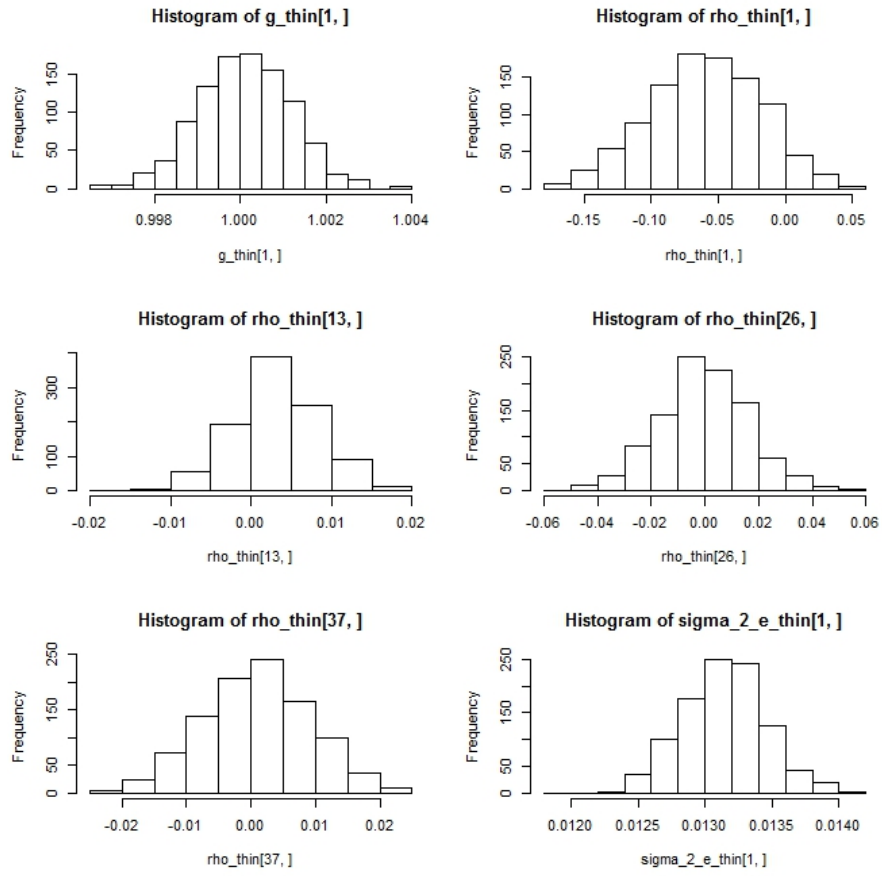 Histogram of g_thin[1, ]
Frequency
0 50 100 150
0.998 1.000 1.002 1.004
g_thin[1, ]
Histogram of rho_thin[1, ]
Frequency
0 50 100 150
-0.15 -0.10 -0.05 0.00 0.05
rho_thin[1, ]
Histogram of rho_thin[13, ]
Frequency
0 100 300
-0.02 -0.01 0.00 0.01 0.02
rho_thin[13, ]
Histogram of rho_thin[26, ]
Frequency
0 50 150 250
-0.06 -0.04 -0.02 0.00 0.02 0.04 0.06
rho_thin[26, ]
Histogram of rho_thin[37, ]
Frequency
0 50 150 250
-0.02 -0.01 0.00 0.01 0.02
rho_thin[37, ]
Histogram of sigma_2_e_thin[1, ]
Frequency
0 50 150 250
0.0120 0.0125 0.0130 0.0135 0.0140
sigma_2_e_thin[1, ]